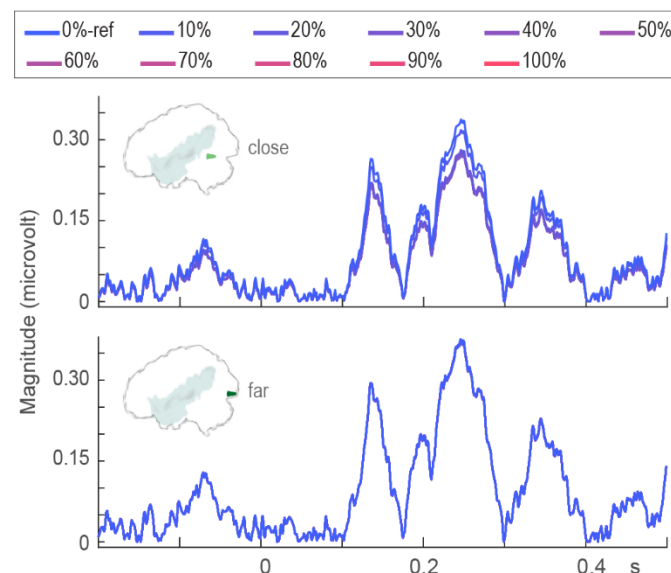 0%-ref 10% 20% 30% 40% 50%
60% 70% 80% 90% 100%
close
0.30
0.15
0
Magnitude (microvolt)
far
0.30
0.15
0
0 0.2 0.4 s